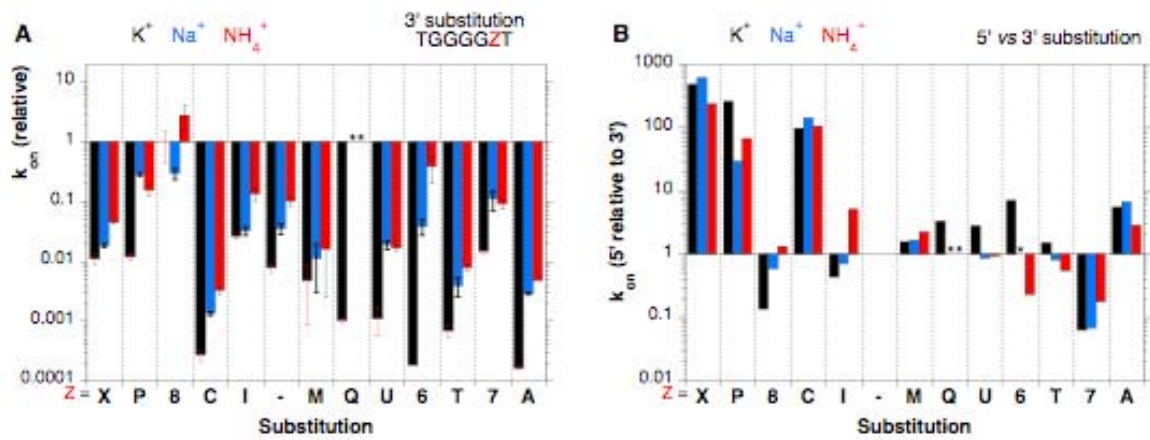 A K+ Na+ NH4+ 3' substitution
TGGGGZT
k on (relative)
10
1
0.1
0.01
0.001
0.0001
**
Z = X P 8 C I - M Q U 6 T 7 A
Substitution
B K+ Na+ NH4+ 5' vs 3' substitution
k on (5' relative to 3')
1000
100
10
1
0.1
0.01
** *
Z = X P 8 C I - M Q U 6 T 7 A
Substitution